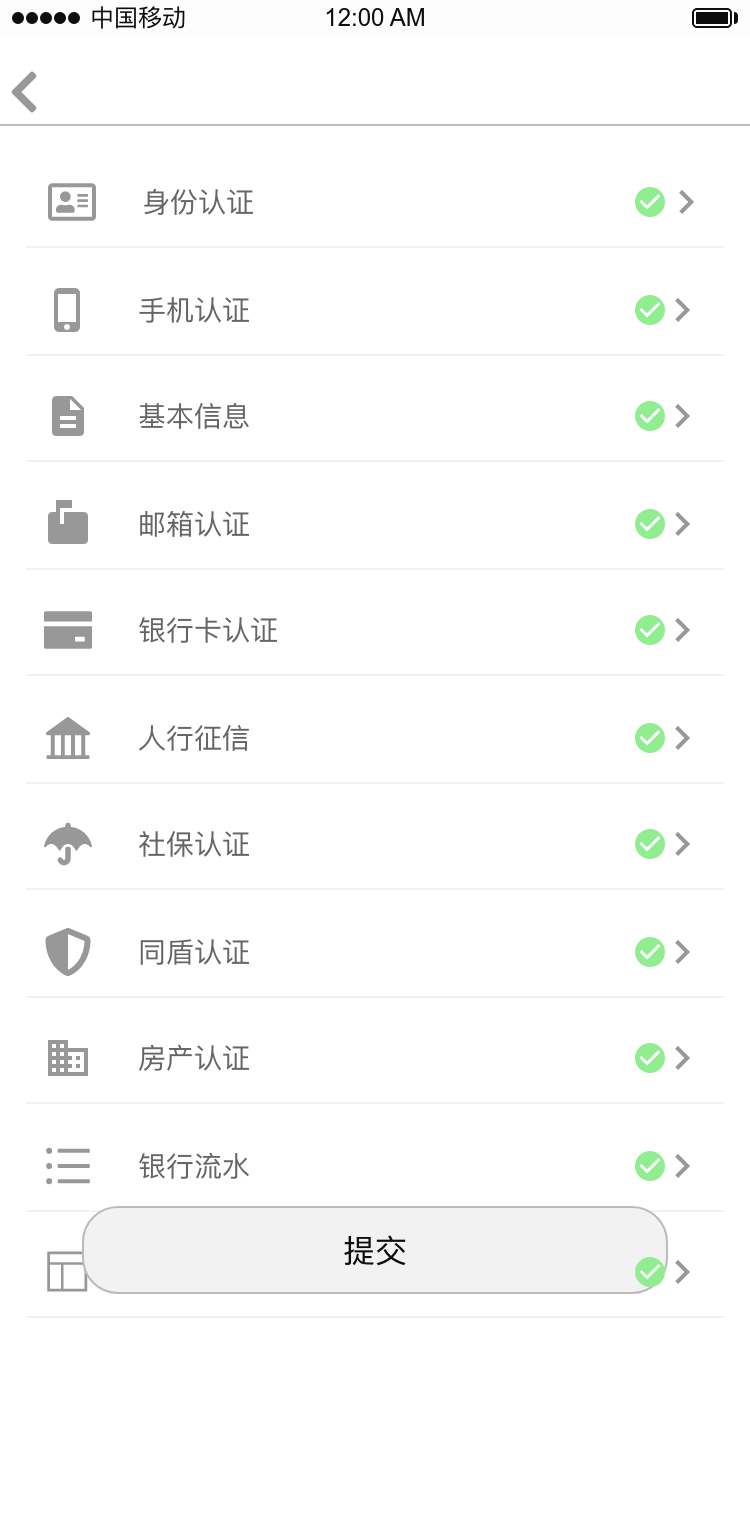 中国移动 12:00 AM
身份认证
手机认证
基本信息
邮箱认证
银行卡认证
人行征信
社保认证
同盾认证
房产认证
银行流水
提交